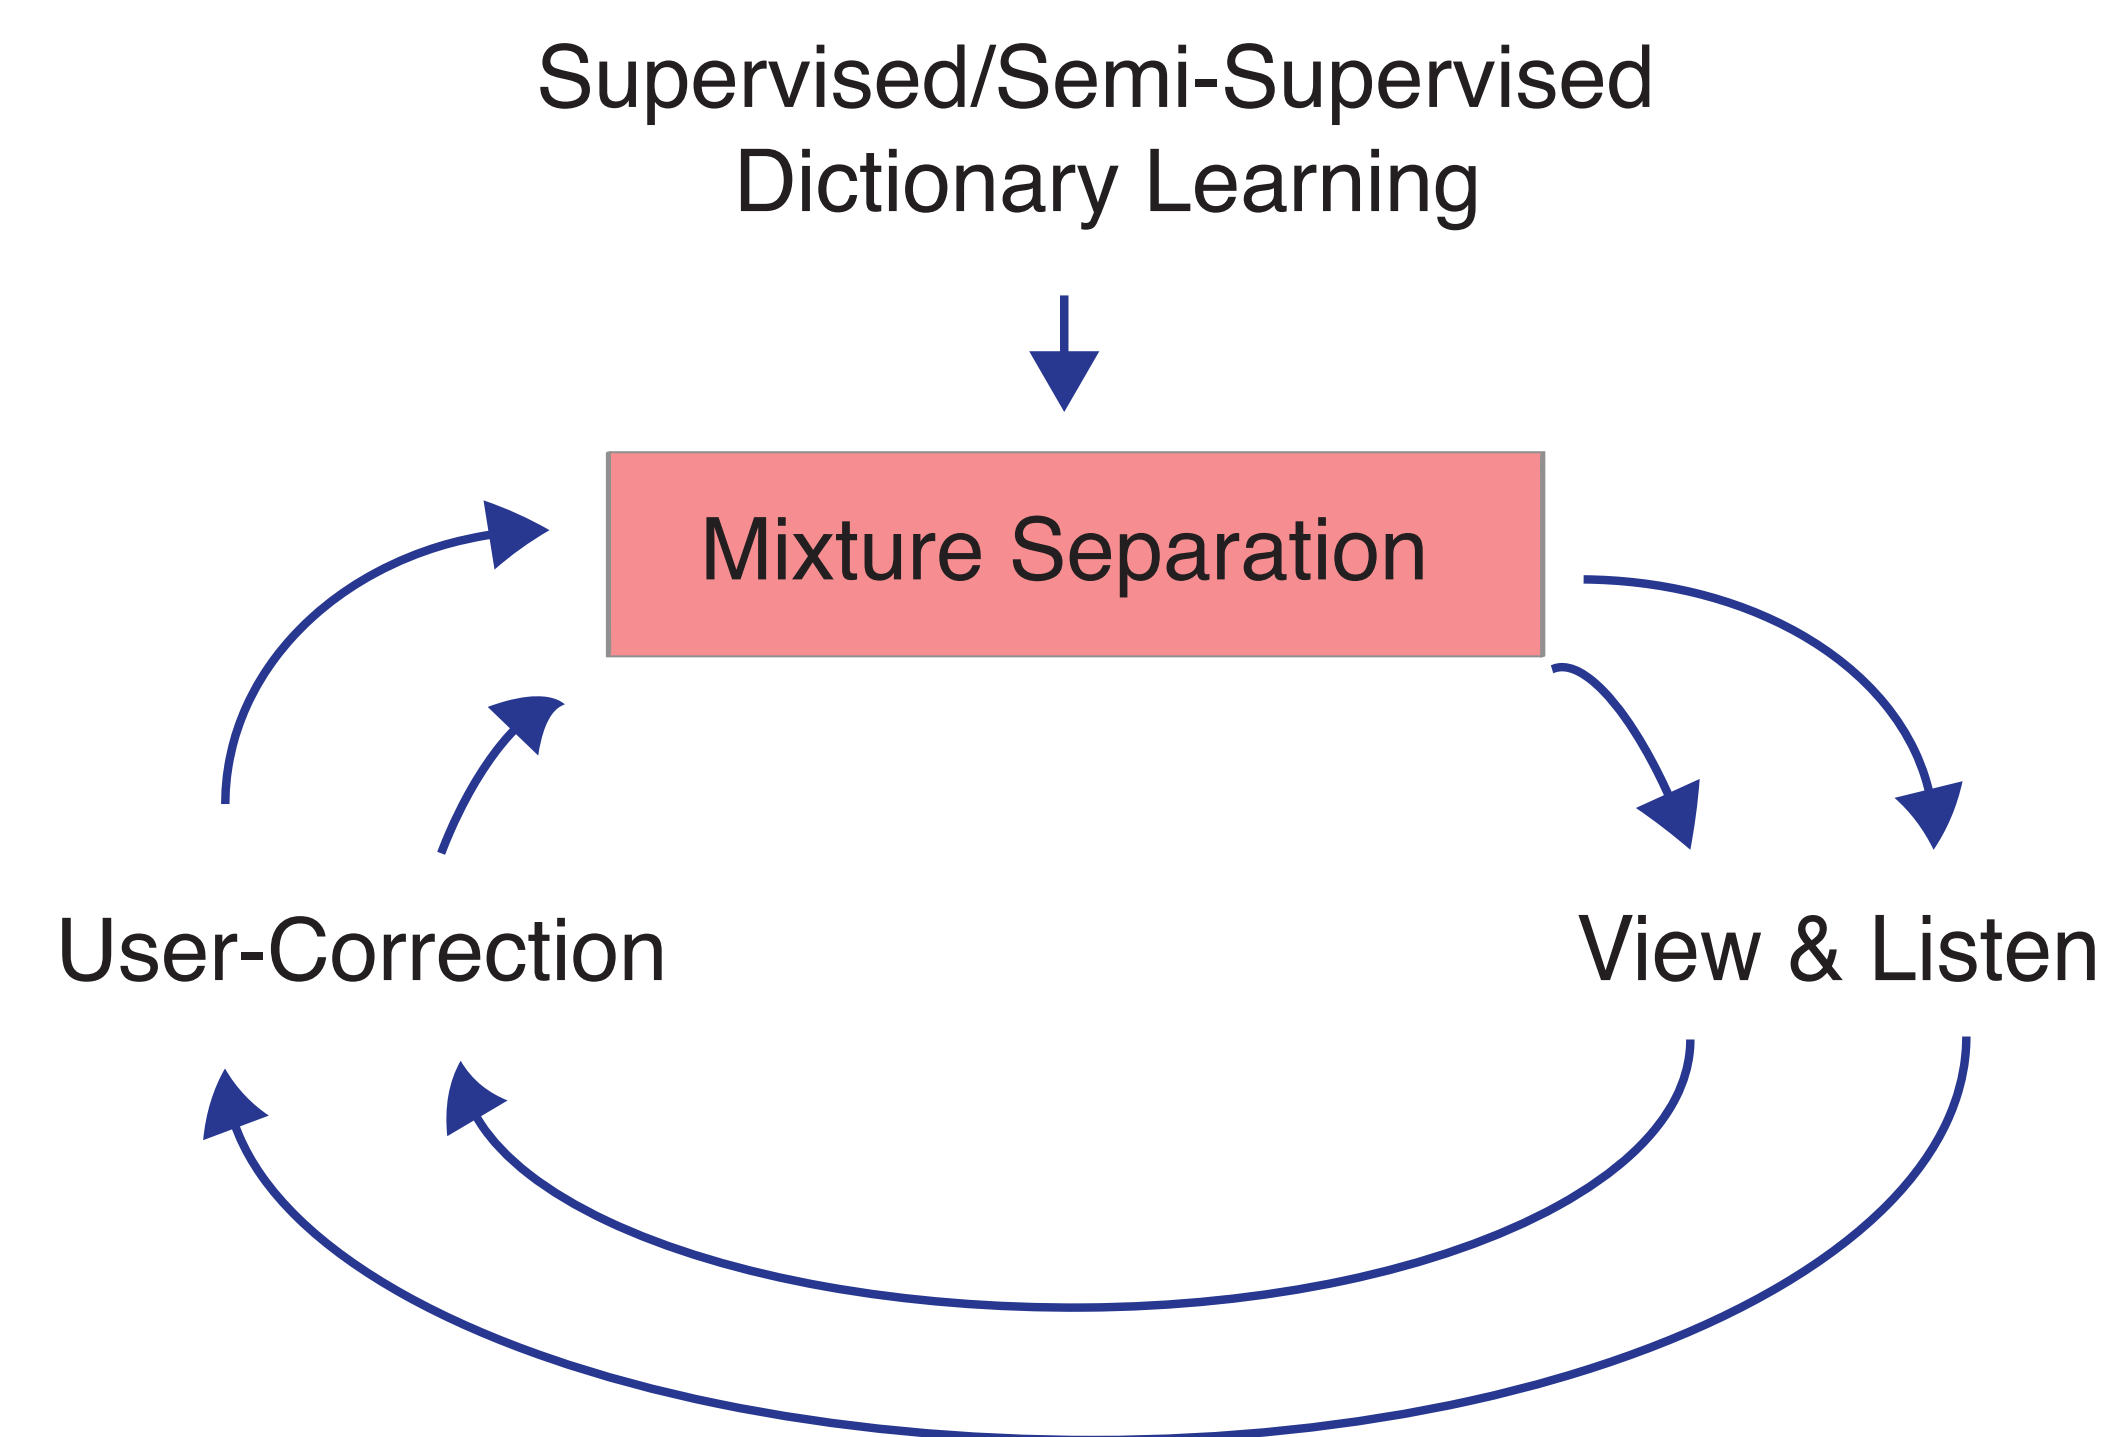 Supervised/Semi-Supervised
Dictionary Learning
Mixture Separation
User-Correction
View & Listen